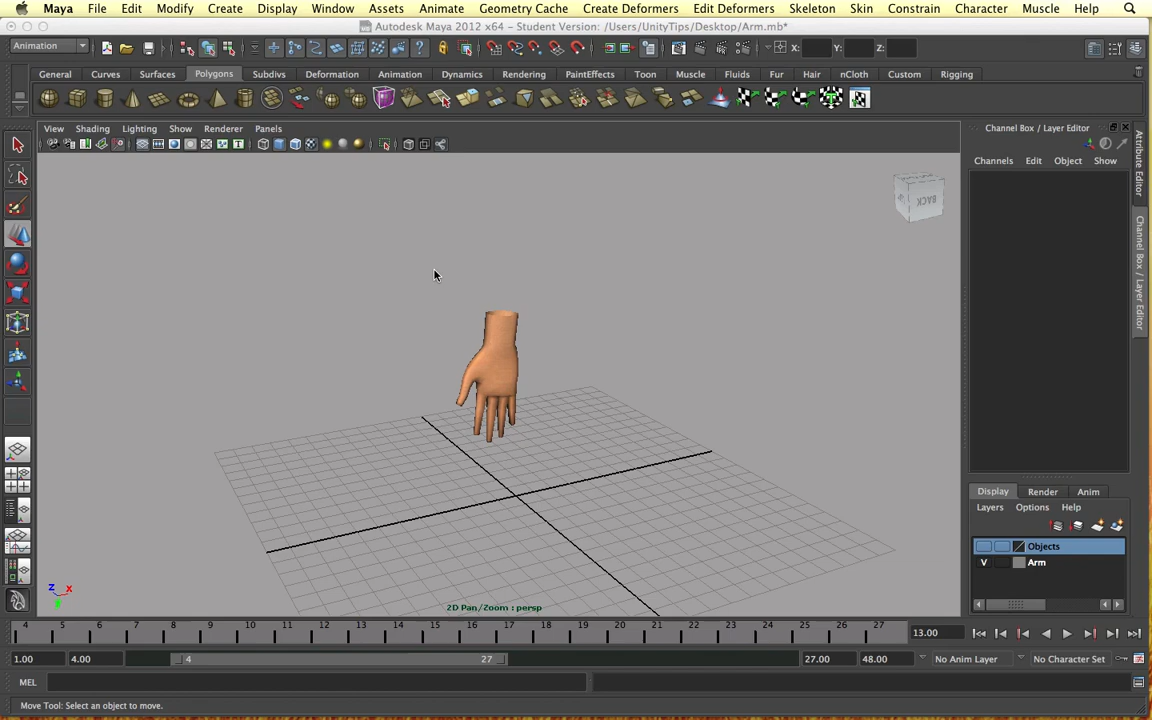 Maya File Edit Modify Create Display Window Assets Animate Geometry Cache Create Deformers Edit Deformers Skeleton Skin Constrain Character Muscle Help
Autodesk Maya 2012 x64 - Student Version: /Users/UnityTips/Desktop/Arm.mb*
Animation X: Y: Z:
General Curves Surfaces Polygons Subdivs Deformation Animation Dynamics Rendering PaintEffects Toon Muscle Fluids Fur Hair nCloth Custom Rigging
View Shading Lighting Show Renderer Panels
Channel Box / Layer Editor
Channels Edit Object Show
Attribute Editor
Channel Box / Layer Editor
BACK
Display Render Anim
Layers Options Help
Objects
V Arm
z x
2D Pan/Zoom : persp
4 5 6 7 8 9 10 11 12 13 14 15 16 17 18 19 20 21 22 23 24 25 26 27 13.00
1.00 4.00 4 27 27.00 48.00 No Anim Layer No Character Set
MEL
Move Tool: Select an object to move.